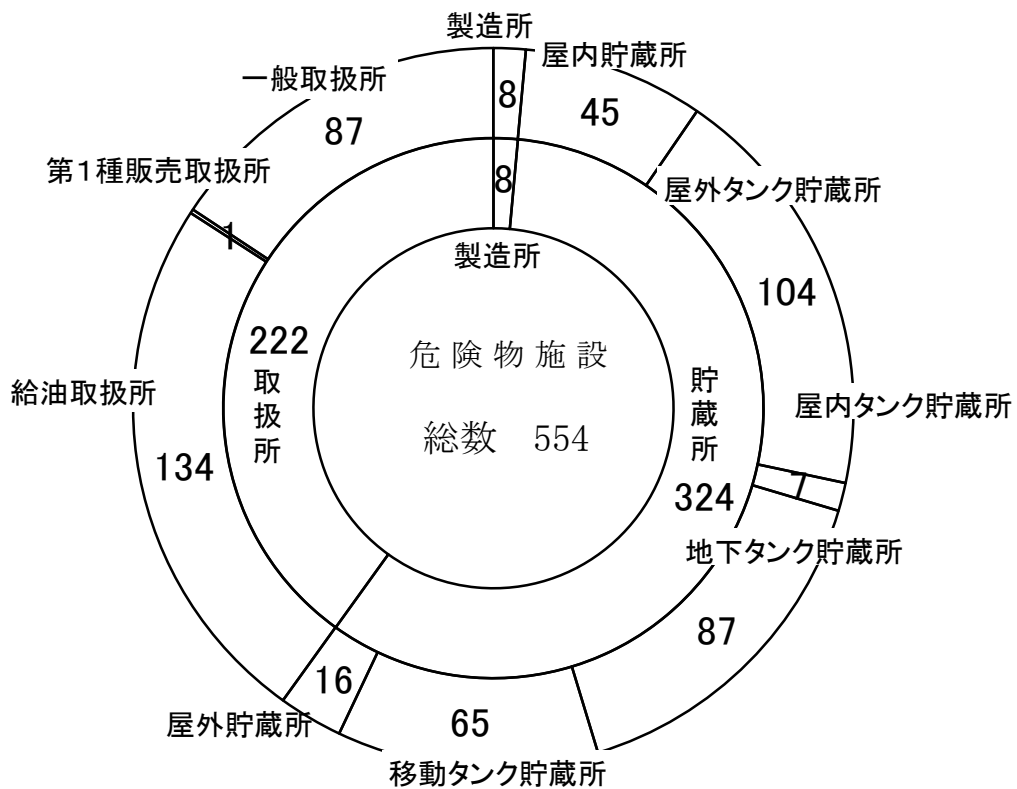 製造所
8
屋内貯蔵所
45
屋外タンク貯蔵所
104
屋内タンク貯蔵所
7
地下タンク貯蔵所
87
移動タンク貯蔵所
65
屋外貯蔵所
16
給油取扱所
134
第1種販売取扱所
1
一般取扱所
87
8
製造所
貯蔵所
324
222
取扱所
危険物施設
総数 554